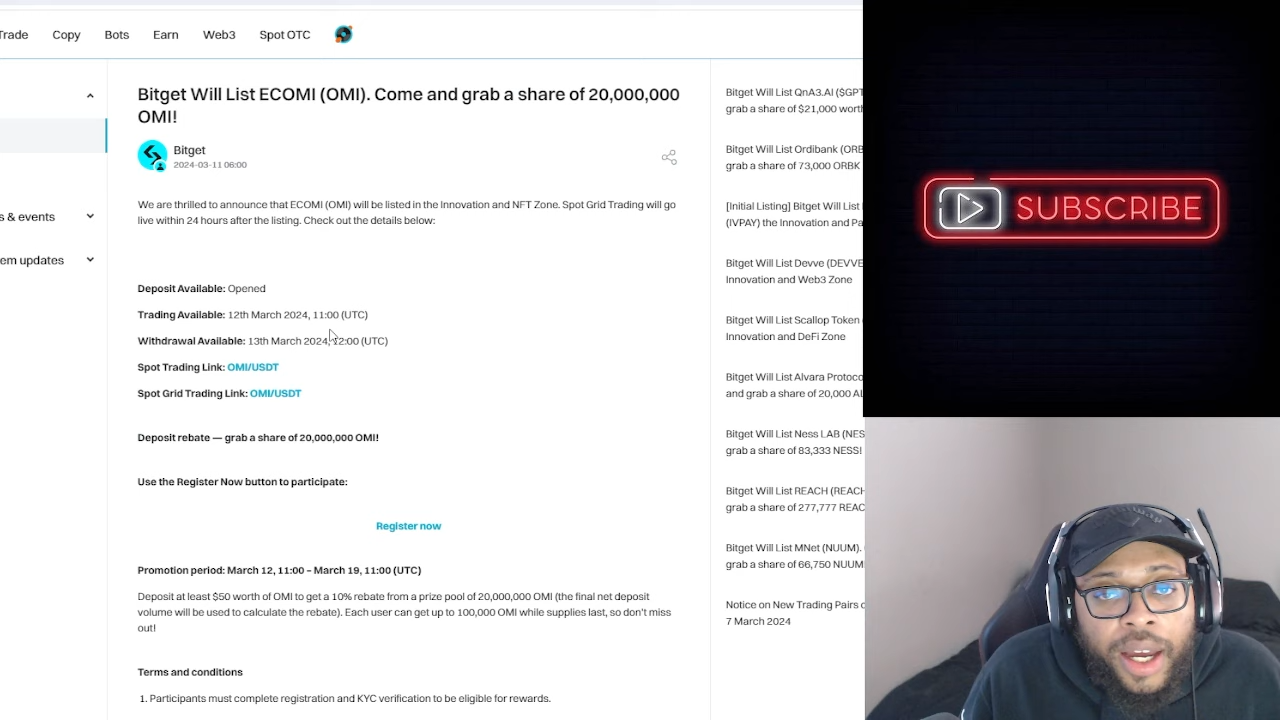 Trade
Copy
Bots
Earn
Web3
Spot OTC
s & events
em updates
Bitget Will List ECOMI (OMI). Come and grab a share of 20,000,000
OMI!
Bitget
2024-03-11 06:00
We are thrilled to announce that ECOMI (OMI) will be listed in the Innovation and NFT Zone. Spot Grid Trading will go
live within 24 hours after the listing. Check out the details below:
Deposit Available: Opened
Trading Available: 12th March 2024, 11:00 (UTC)
Withdrawal Available: 13th March 2024, 12:00 (UTC)
Spot Trading Link: OMI/USDT
Spot Grid Trading Link: OMI/USDT
Deposit rebate — grab a share of 20,000,000 OMI!
Use the Register Now button to participate:
Register now
Promotion period: March 12, 11:00 – March 19, 11:00 (UTC)
Deposit at least $50 worth of OMI to get a 10% rebate from a prize pool of 20,000,000 OMI (the final net deposit
volume will be used to calculate the rebate). Each user can get up to 100,000 OMI while supplies last, so don't miss
out!
Terms and conditions
1. Participants must complete registration and KYC verification to be eligible for rewards.
Bitget Will List QnA3.AI ($GPT
grab a share of $21,000 worth
Bitget Will List Ordibank (ORB
grab a share of 73,000 ORBK
[Initial Listing] Bitget Will List
(IVPAY) the Innovation and Pa
Bitget Will List Devve (DEVVE
Innovation and Web3 Zone
Bitget Will List Scallop Token (
Innovation and DeFi Zone
Bitget Will List Alvara Protoco
and grab a share of 20,000 AL
Bitget Will List Ness LAB (NES
grab a share of 83,333 NESS!
Bitget Will List REACH (REACH
grab a share of 277,777 REAC
Bitget Will List MNet (NUUM).
grab a share of 66,750 NUUM
Notice on New Trading Pairs
7 March 2024
SUBSCRIBE